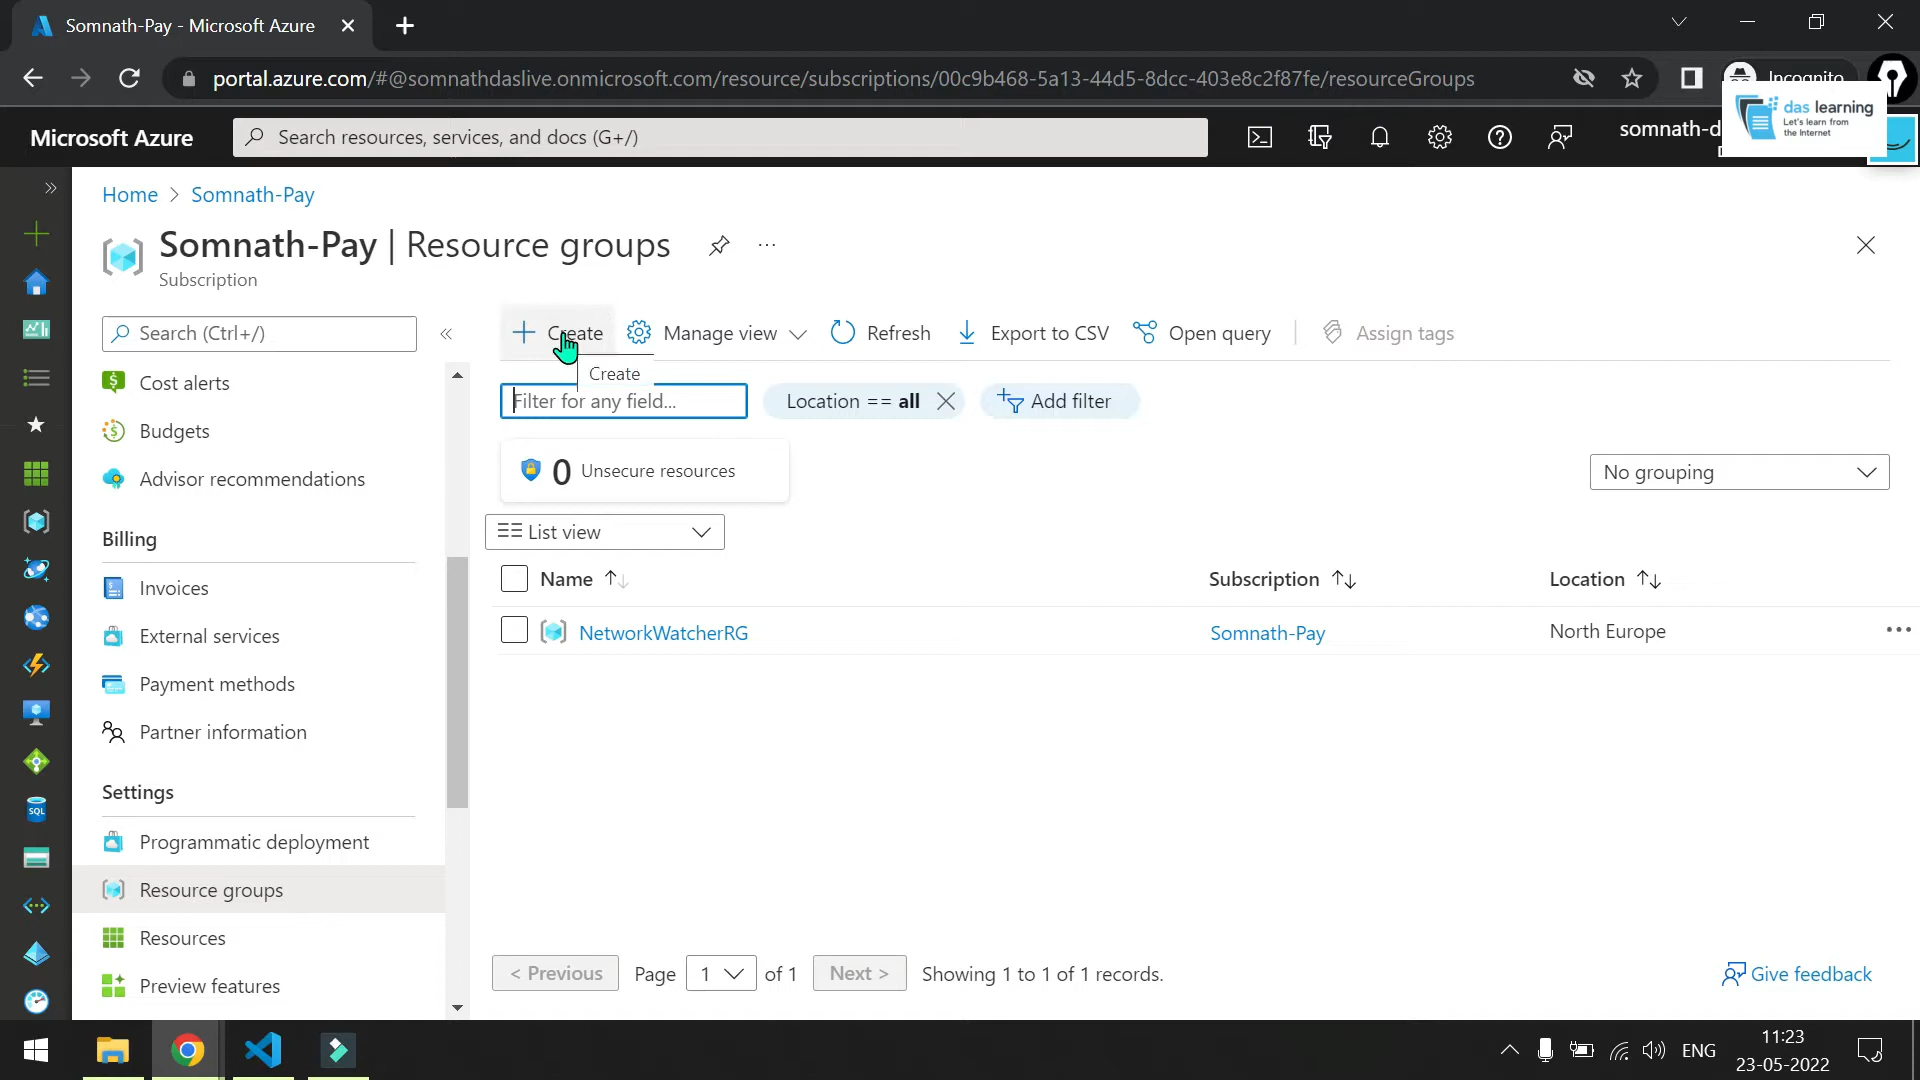 Somnath-Pay - Microsoft Azure
portal.azure.com/#@somnathdaslive.onmicrosoft.com/resource/subscriptions/00c9b468-5a13-44d5-8dcc-403e8c2f87fe/resourceGroups
Incognito
das learning
Let's learn from
the Internet
Microsoft Azure
Search resources, services, and docs (G+/)
somnath-d
Home > Somnath-Pay
Somnath-Pay | Resource groups
Subscription
Search (Ctrl+/)
Cost alerts
Budgets
Advisor recommendations
Billing
Invoices
External services
Payment methods
Partner information
Settings
Programmatic deployment
Resource groups
Resources
Preview features
Create
Manage view
Refresh
Export to CSV
Open query
Assign tags
Create
Filter for any field...
Location == all
Add filter
0 Unsecure resources
No grouping
List view
Name
Subscription
Location
NetworkWatcherRG
Somnath-Pay
North Europe
< Previous
Page 1 of 1
Next >
Showing 1 to 1 of 1 records.
Give feedback
SQL
ENG
11:23
23-05-2022